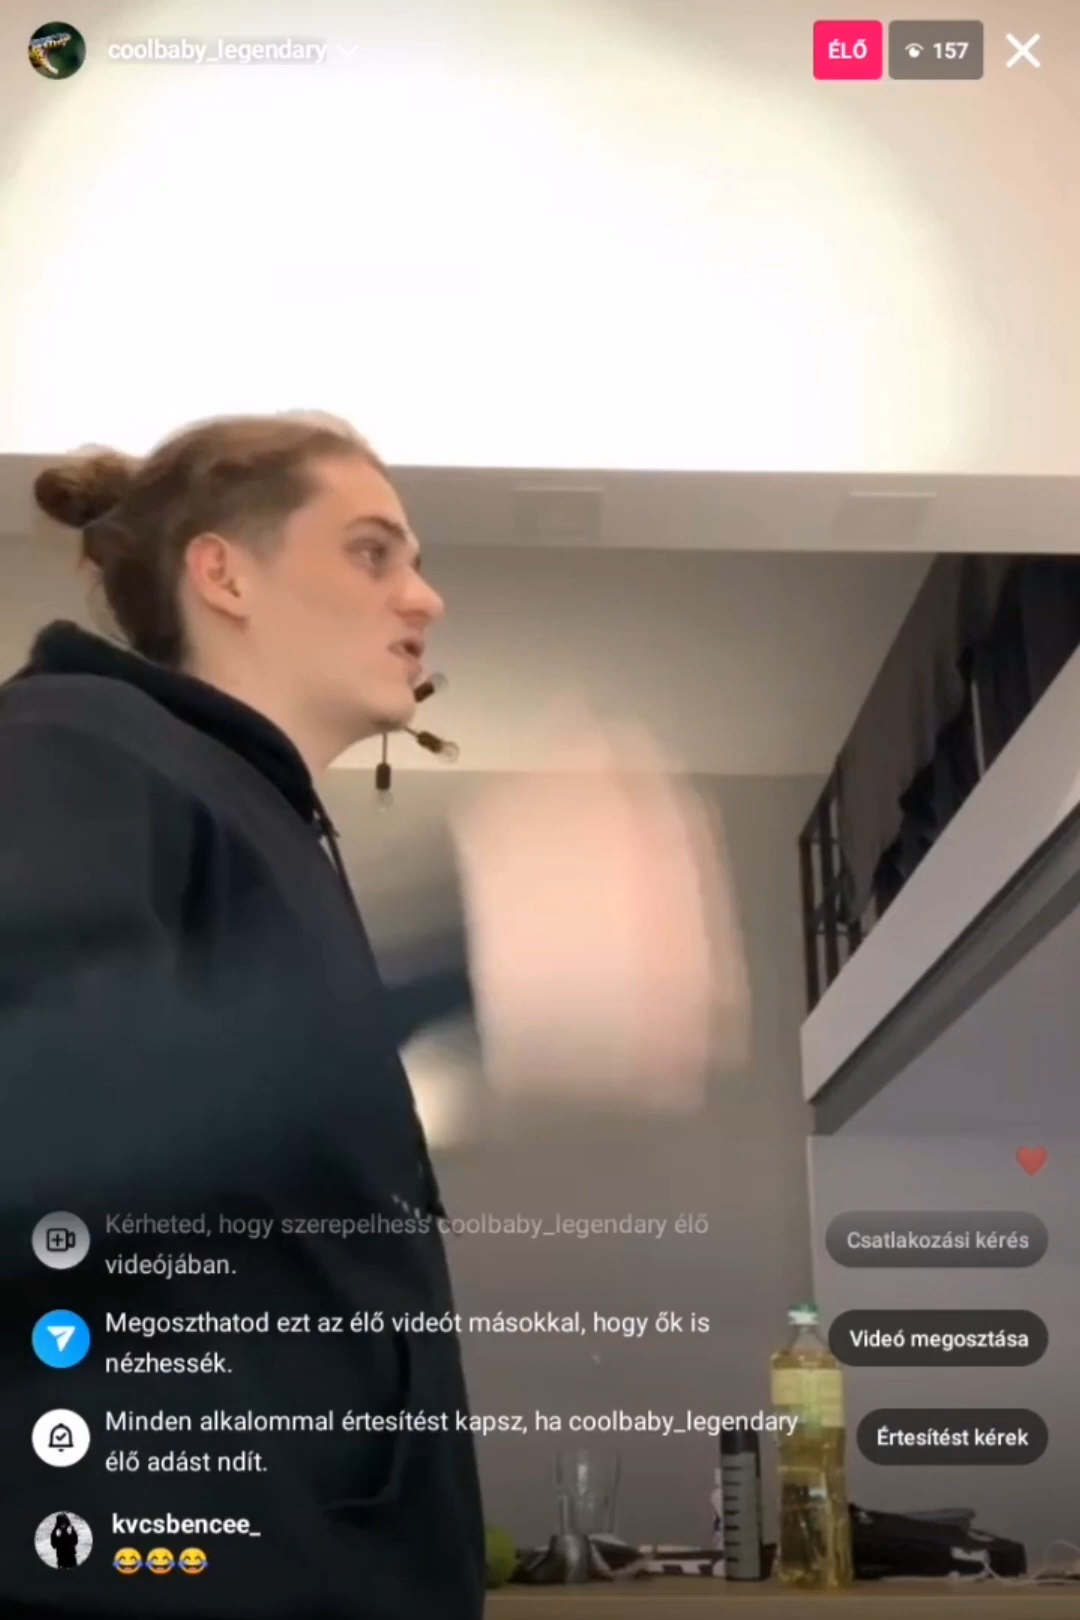 coolbaby_legendary
ÉLŐ
157
Kérheted, hogy szerepelhess coolbaby_legendary élő
videójában.
Csatlakozási kérés
Megoszthatod ezt az élő videót másokkal, hogy ők is
nézhessék.
Videó megosztása
Minden alkalommal értesítést kapsz, ha coolbaby_legendary
élő adást ndít.
Értesítést kérek
kvcsbencee_
😂😂😂